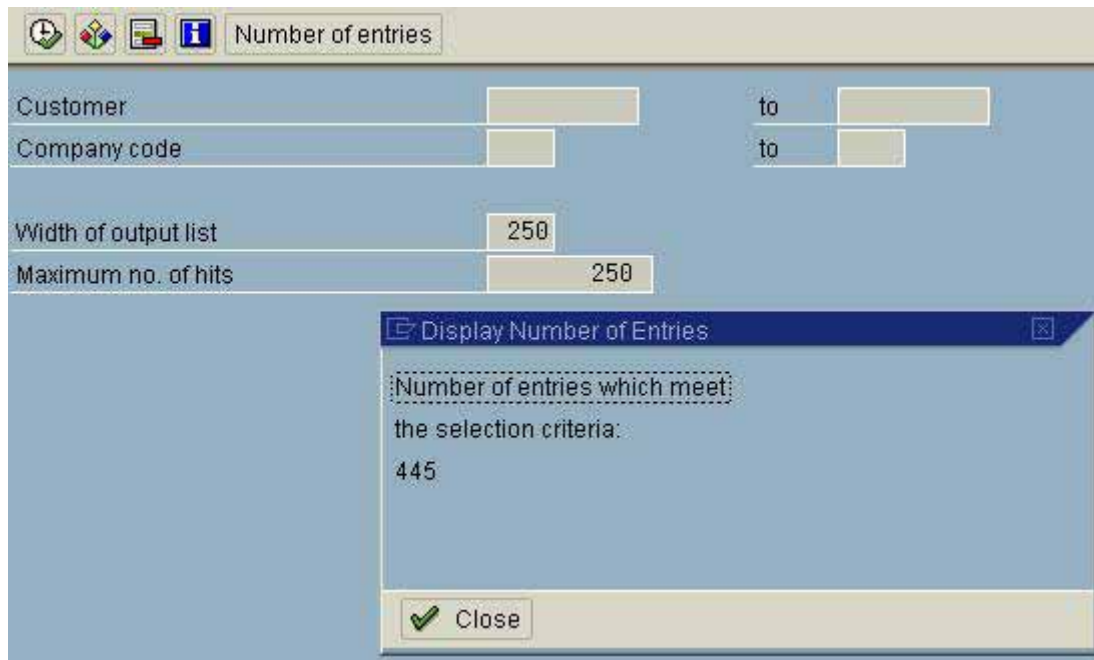 Number of entries
Customer to
Company code to
Width of output list 250
Maximum no. of hits 250
Display Number of Entries
Number of entries which meet
the selection criteria:
445
Close